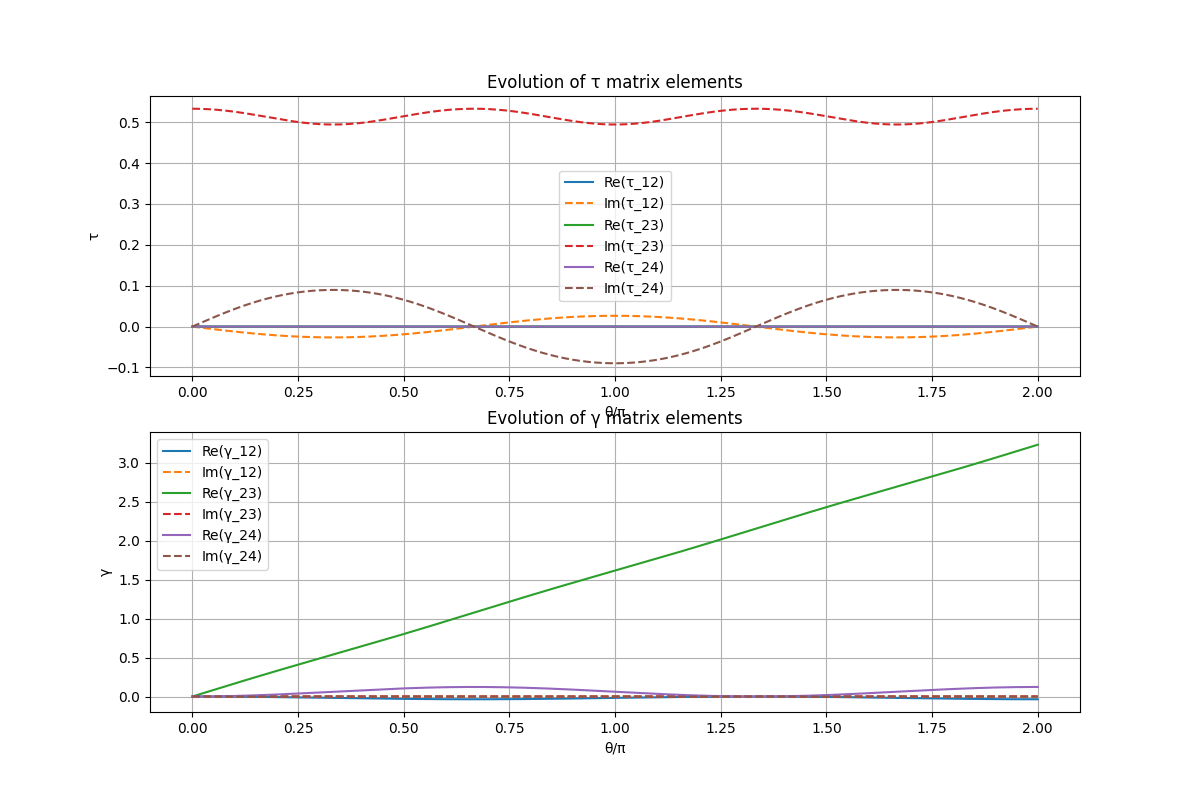 Evolution of τ matrix elements
τ
0.5
0.4
0.3
0.2
0.1
0.0
−0.1
Re(τ_12)
Im(τ_12)
Re(τ_23)
Im(τ_23)
Re(τ_24)
Im(τ_24)
0.00 0.25 0.50 0.75 1.00 1.25 1.50 1.75 2.00
θ/π
Evolution of γ matrix elements
γ
3.0
2.5
2.0
1.5
1.0
0.5
0.0
Re(γ_12)
Im(γ_12)
Re(γ_23)
Im(γ_23)
Re(γ_24)
Im(γ_24)
0.00 0.25 0.50 0.75 1.00 1.25 1.50 1.75 2.00
θ/π